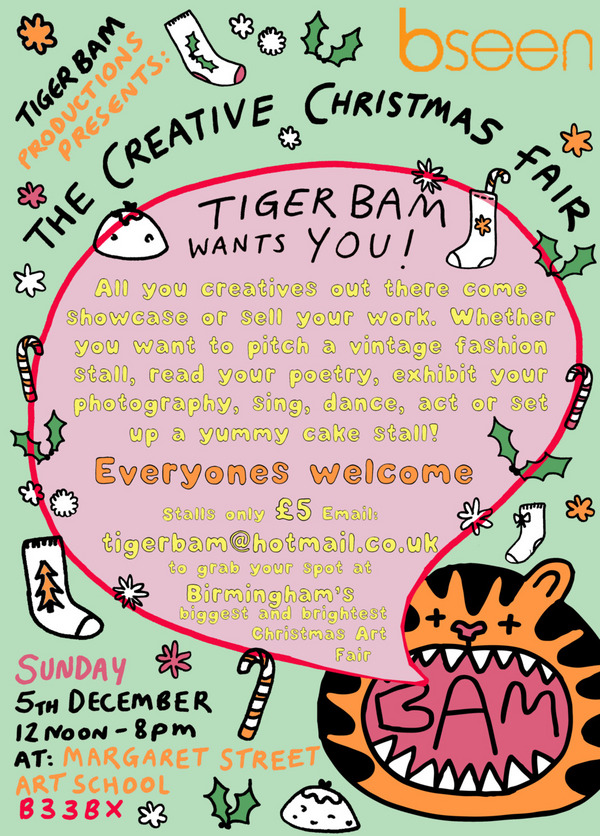 bseen
TIGER BAM
PRODUCTIONS
PRESENTS:
THE CREATIVE CHRISTMAS FAIR
TIGER BAM
WANTS YOU!
All you creatives out there come
showcase or sell your work. Whether
you want to pitch a vintage fashion
stall, read your poetry, exhibit your
photography, sing, dance, act or set
up a yummy cake stall!
Everyones welcome
Stalls only £5 Email:
tigerbam@hotmail.co.uk
to grab your spot at
Birmingham's
biggest and brightest
Christmas Art
Fair
BAM
SUNDAY
5TH DECEMBER
12 NOON - 8PM
AT: MARGARET STREET
ART SCHOOL
B33BX